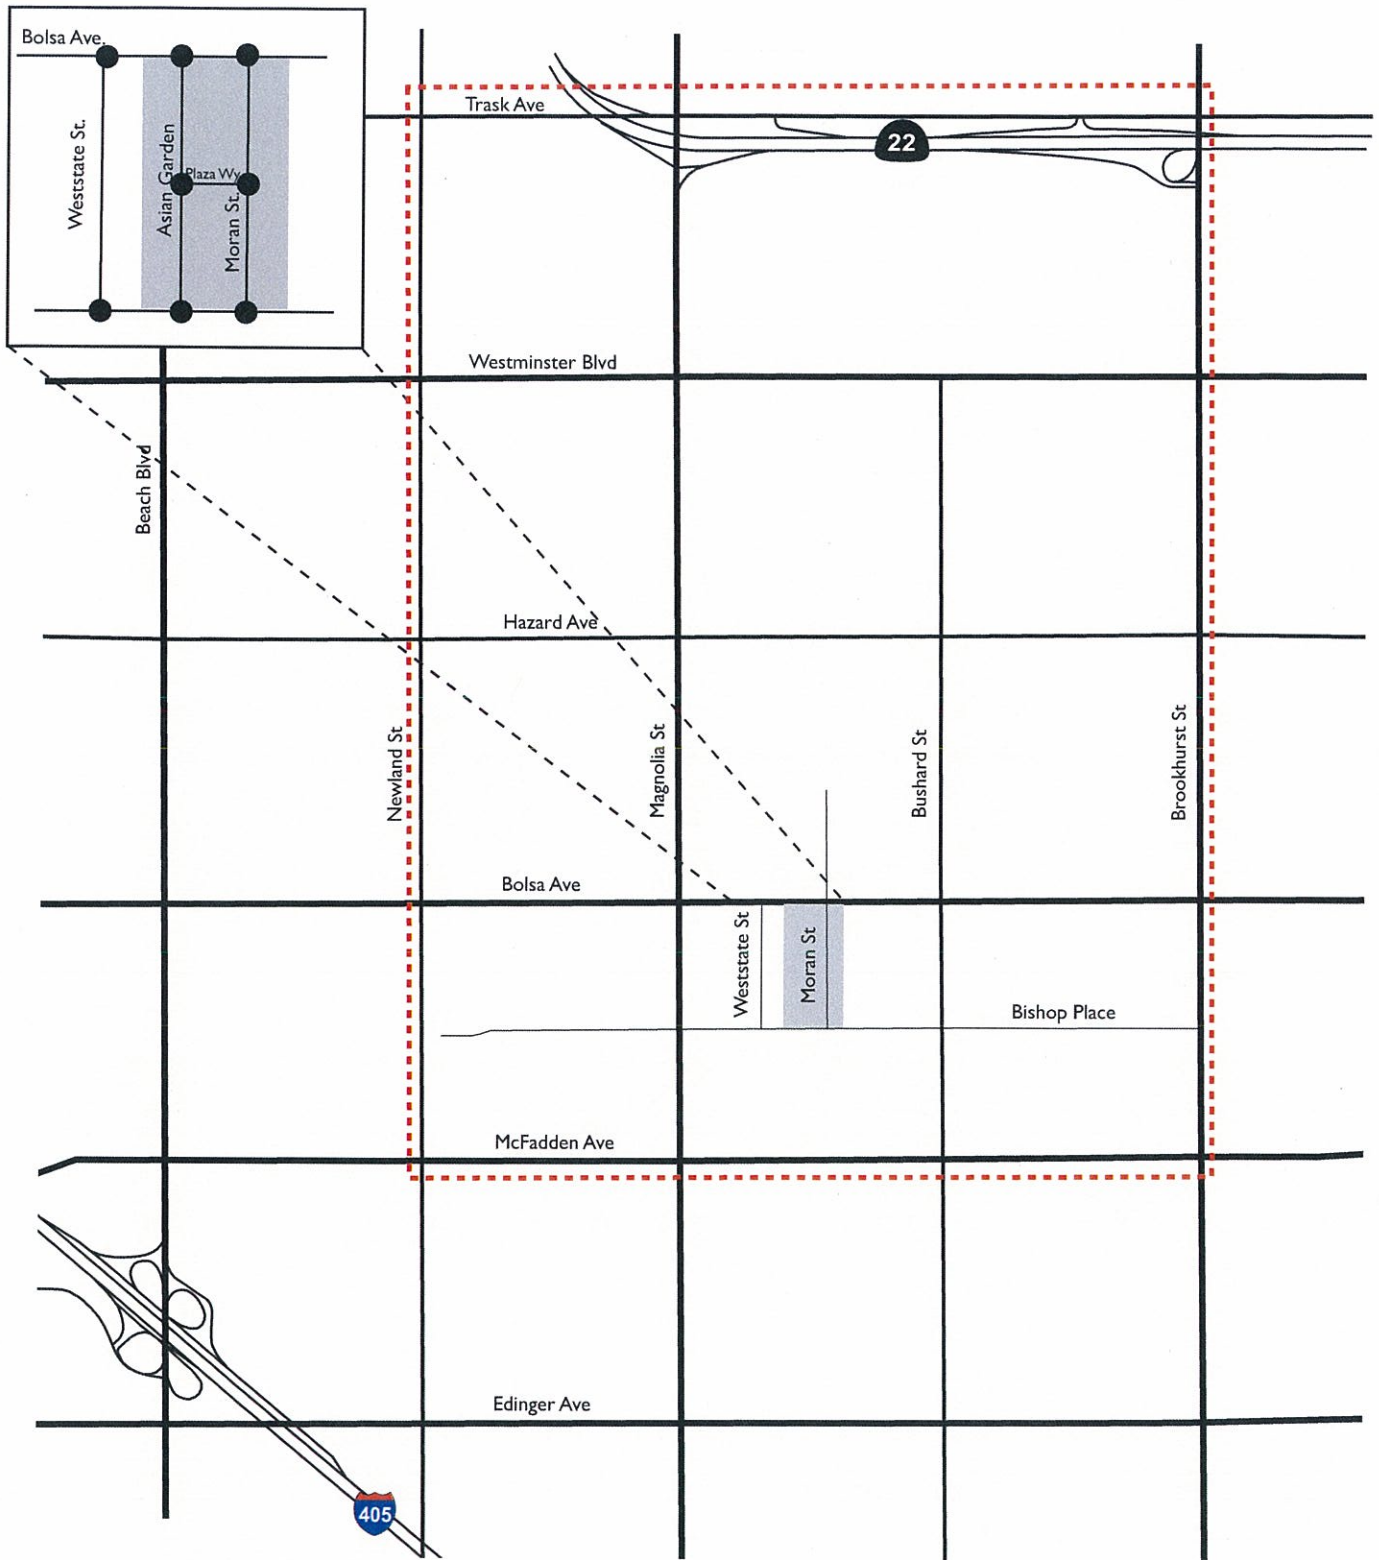 Bolsa Ave.
Weststate St.
Asian Garden
Plaza Wy.
Moran St.
Trask Ave
22
Westminster Blvd
Beach Blvd
Hazard Ave
Newland St
Magnolia St
Bushard St
Brookhurst St
Bolsa Ave
Weststate St
Moran St
Bishop Place
McFadden Ave
Edinger Ave
405